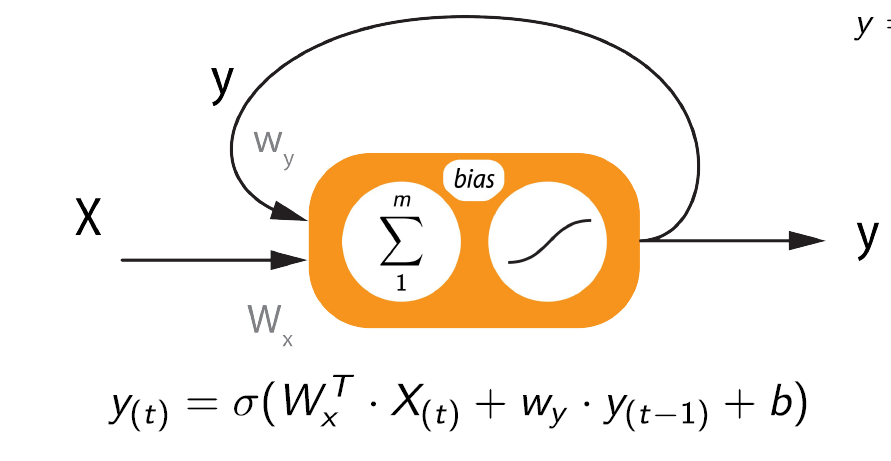 y =
y
w_y
bias
X
m
∑
1
y
W_x
y_(t) = σ(W_x^T · X_(t) + w_y · y_(t−1) + b)